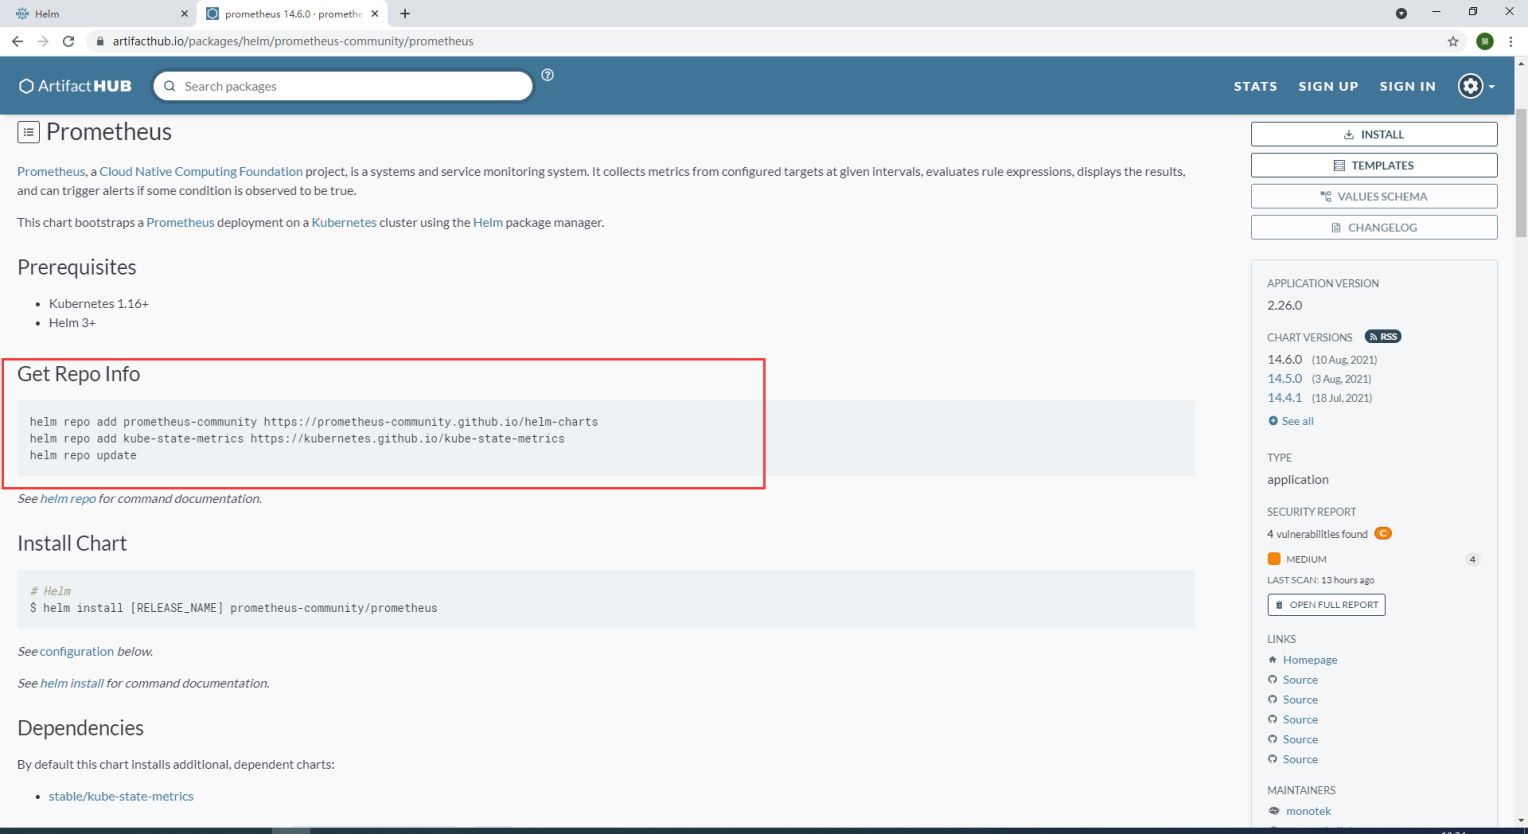 Helm
prometheus 14.6.0 · promethe
artifacthub.io/packages/helm/prometheus-community/prometheus
ArtifactHUB
Search packages
STATS
SIGN UP
SIGN IN
Prometheus
Prometheus, a Cloud Native Computing Foundation project, is a systems and service monitoring system. It collects metrics from configured targets at given intervals, evaluates rule expressions, displays the results,
and can trigger alerts if some condition is observed to be true.
This chart bootstraps a Prometheus deployment on a Kubernetes cluster using the Helm package manager.
Prerequisites
• Kubernetes 1.16+
• Helm 3+
Get Repo Info
helm repo add prometheus-community https://prometheus-community.github.io/helm-charts
helm repo add kube-state-metrics https://kubernetes.github.io/kube-state-metrics
helm repo update
See helm repo for command documentation.
Install Chart
# Helm
$ helm install [RELEASE_NAME] prometheus-community/prometheus
See configuration below.
See helm install for command documentation.
Dependencies
By default this chart installs additional, dependent charts:
• stable/kube-state-metrics
INSTALL
TEMPLATES
VALUES SCHEMA
CHANGELOG
APPLICATION VERSION
2.26.0
CHART VERSIONS RSS
14.6.0 (10 Aug, 2021)
14.5.0 (3 Aug, 2021)
14.4.1 (18 Jul, 2021)
See all
TYPE
application
SECURITY REPORT
4 vulnerabilities found C
MEDIUM 4
LAST SCAN: 13 hours ago
OPEN FULL REPORT
LINKS
Homepage
Source
Source
Source
Source
Source
MAINTAINERS
monotek